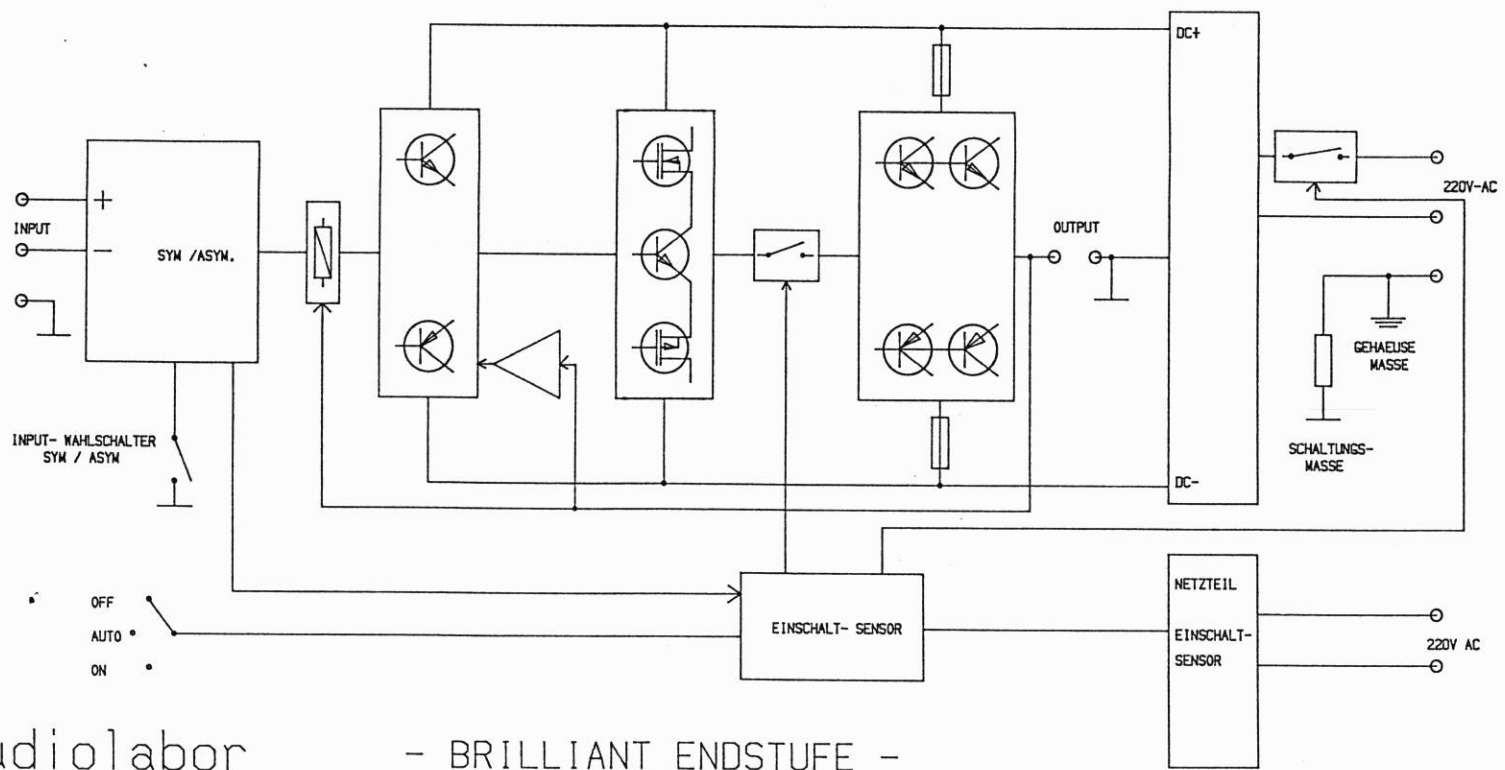 DC+
220V-AC
+
INPUT
−
SYM /ASYM.
OUTPUT
GEHAEUSE
MASSE
INPUT- WAHLSCHALTER
SYM / ASYM
SCHALTUNGS-
MASSE
DC-
OFF
AUTO
ON
EINSCHALT- SENSOR
NETZTEIL
EINSCHALT-
SENSOR
220V AC
udiolabor
- BRILLIANT ENDSTUFE -